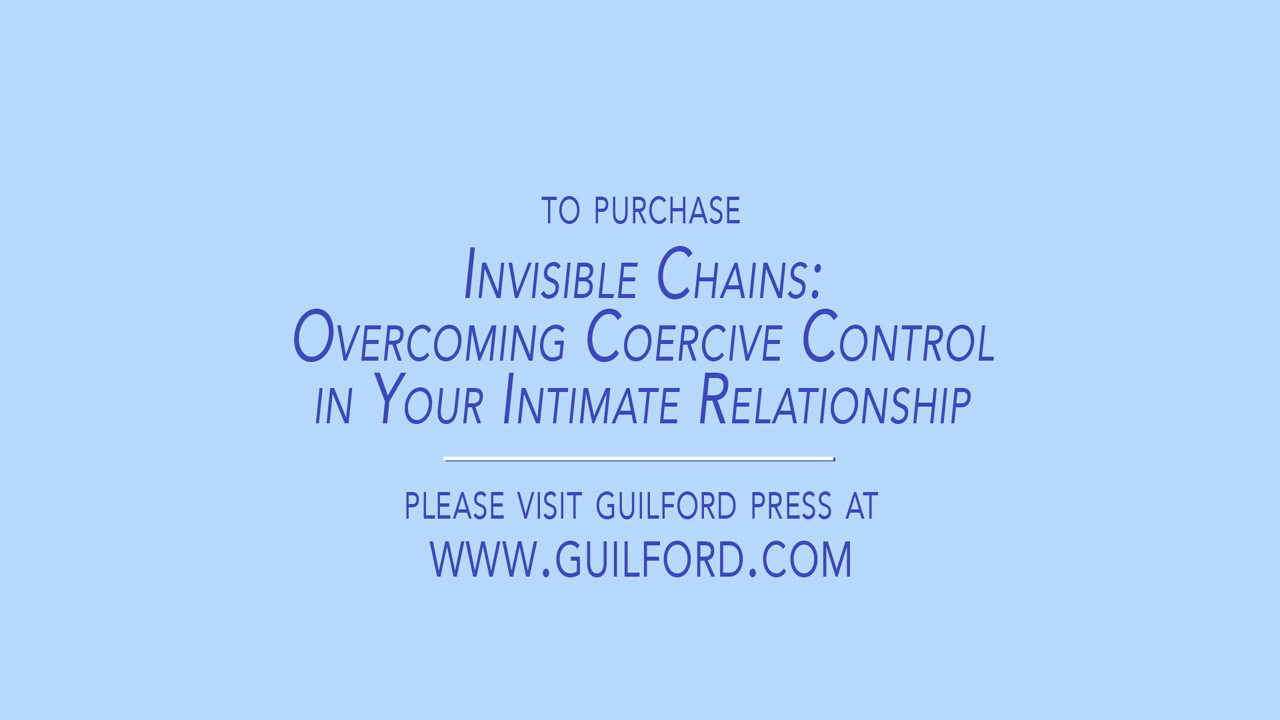 TO PURCHASE
INVISIBLE CHAINS:
OVERCOMING COERCIVE CONTROL
IN YOUR INTIMATE RELATIONSHIP
PLEASE VISIT GUILFORD PRESS AT
WWW.GUILFORD.COM